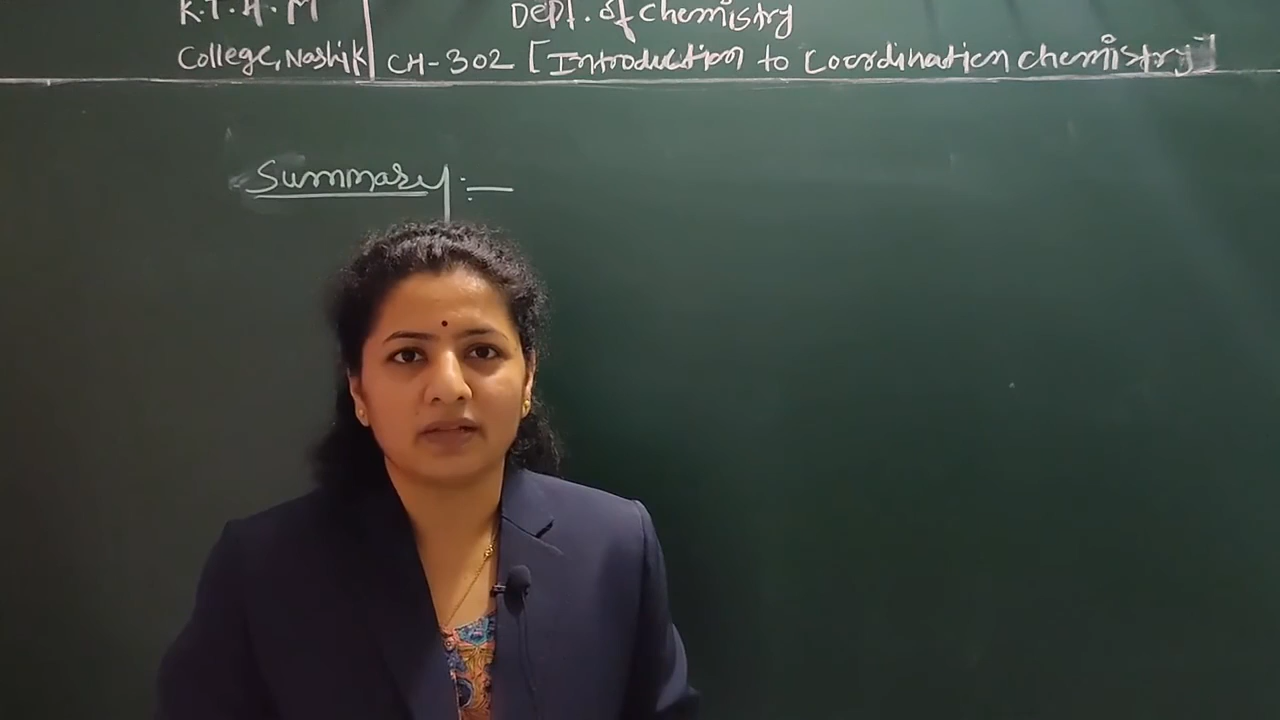 K.T.H.M
College, Nashik
Dept. of chemistry
CH-302 [Introduction to Coordination chemistry]
Summary :-